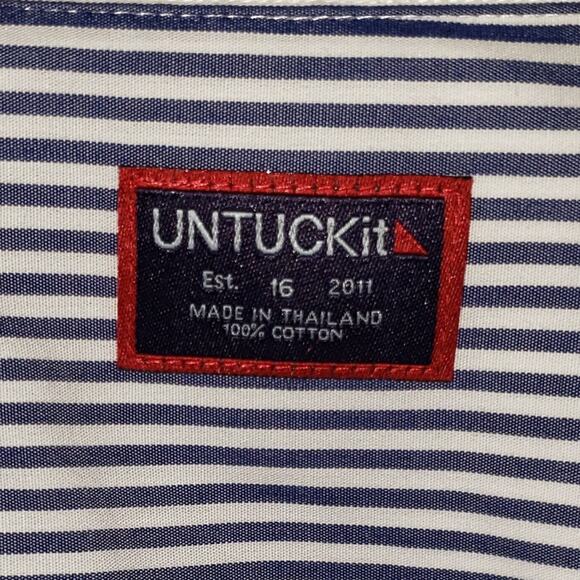 UNTUCKit
Est. 16 2011
MADE IN THAILAND
100% COTTON